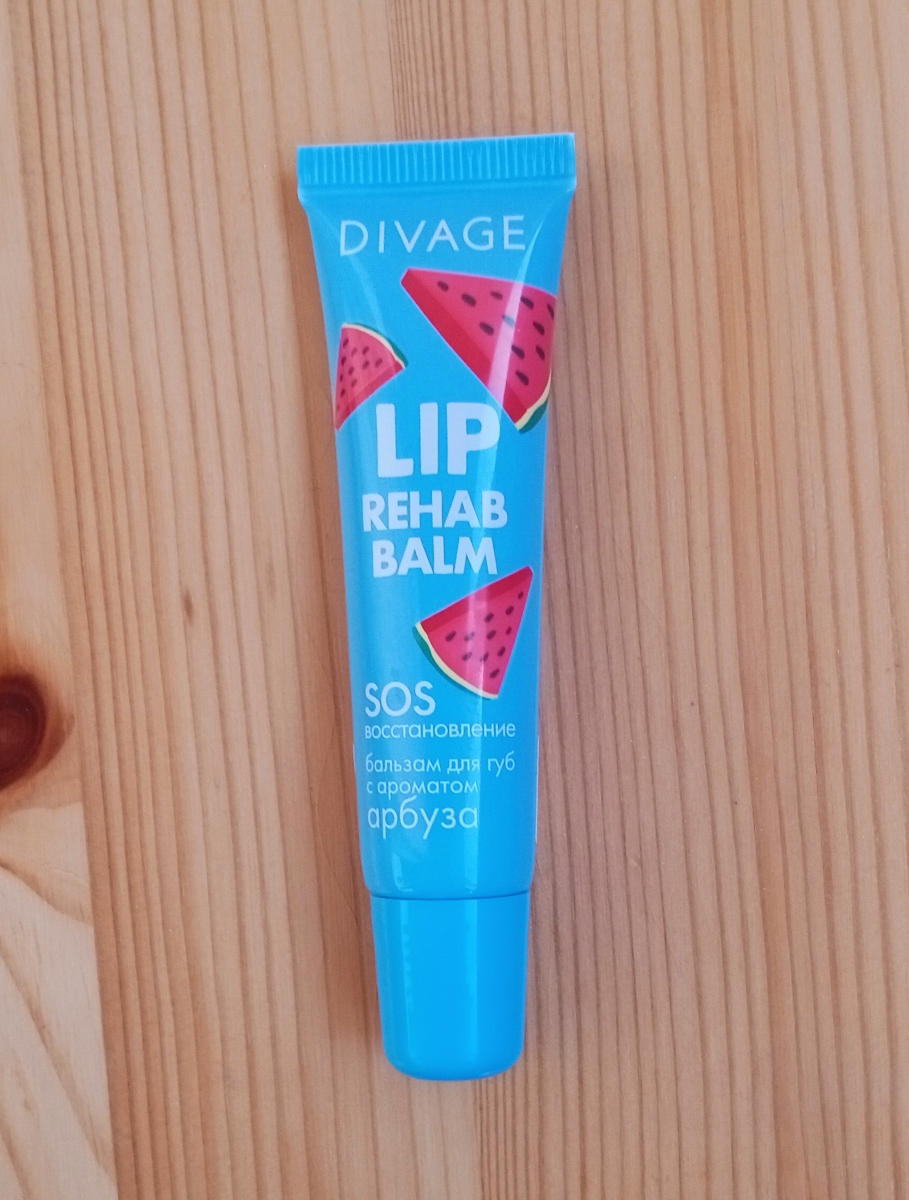 DIVAGE
LIP
REHAB
BALM
SOS
восстановление
бальзам для губ
с ароматом
арбуза